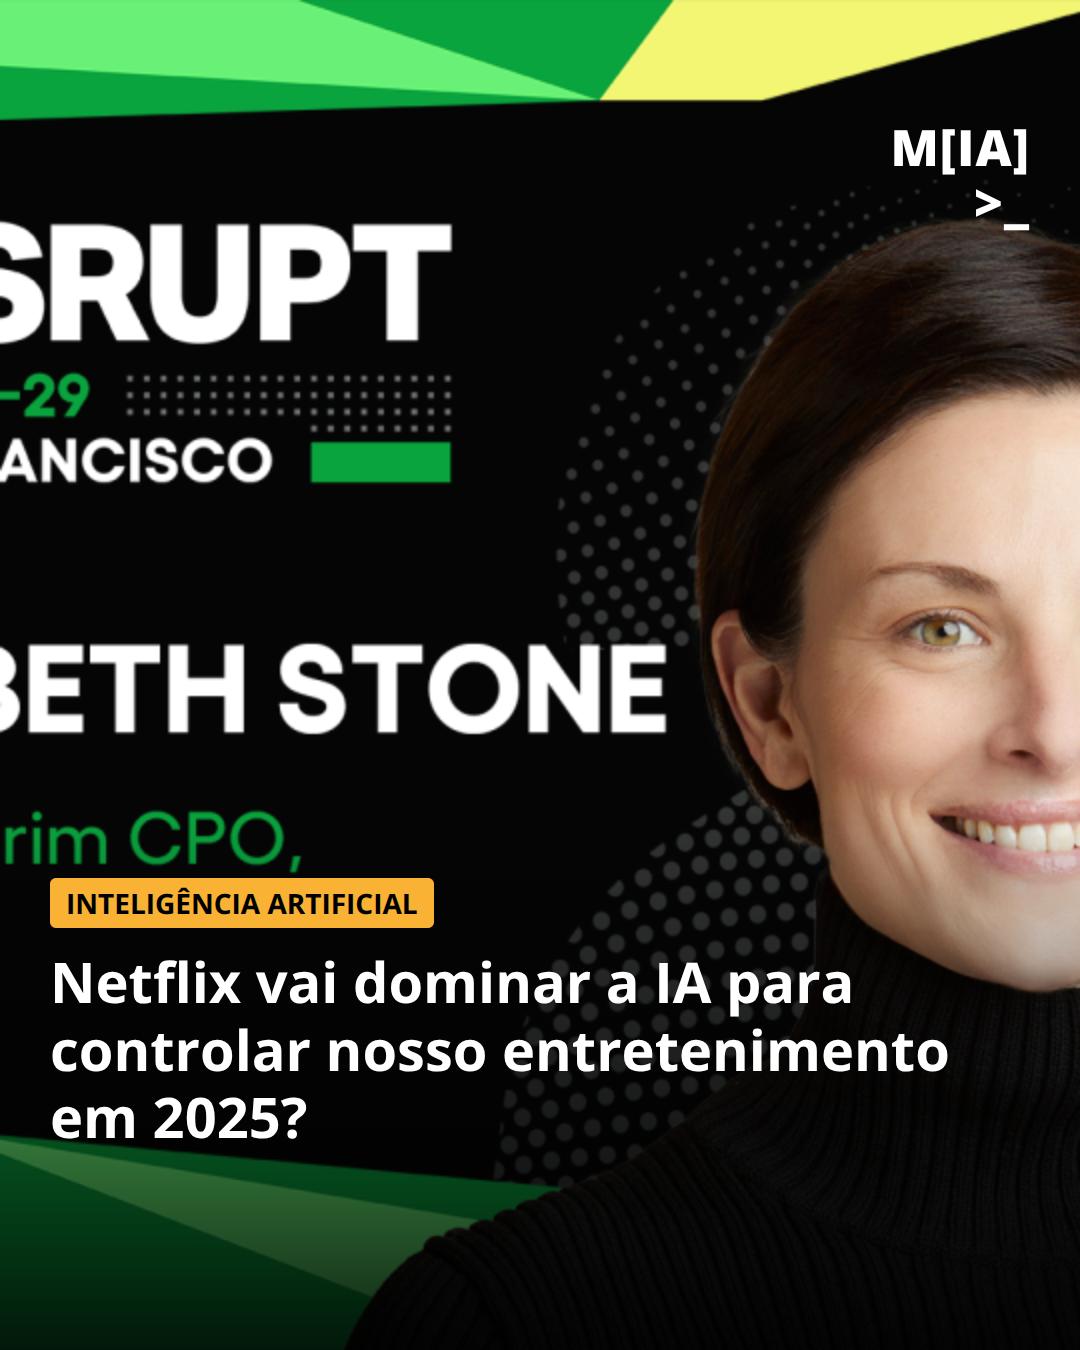 M[IA]
>_
SRUPT
–29
ANCISCO
BETH STONE
rim CPO,
INTELIGÊNCIA ARTIFICIAL
Netflix vai dominar a IA para
controlar nosso entretenimento
em 2025?